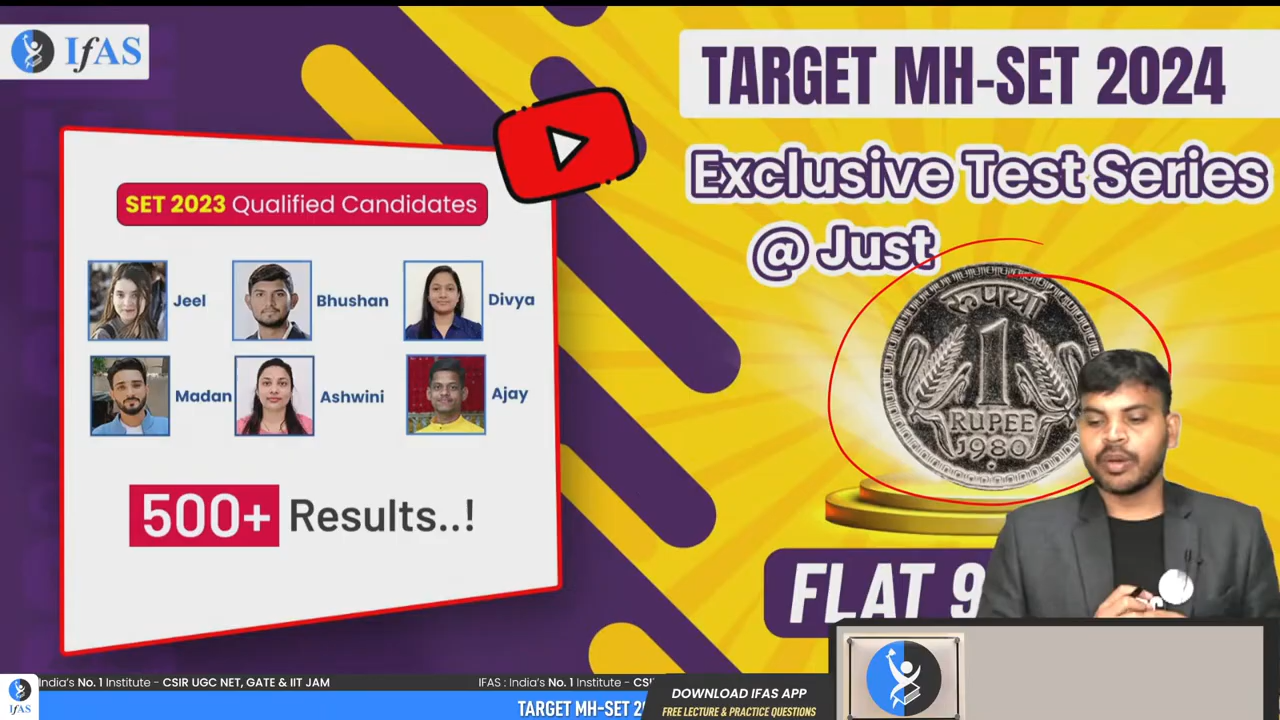 IfAS
TARGET MH-SET 2024
Exclusive Test Series
@ Just
SET 2023 Qualified Candidates
Jeel
Bhushan
Divya
Madan
Ashwini
Ajay
500+ Results..!
रूपया
1
RUPEE
1980
FLAT 9
India's No. 1 Institute - CSIR UGC NET, GATE & IIT JAM
IFAS : India's No. 1 Institute - CSI
TARGET MH-SET 2
DOWNLOAD IFAS APP
FREE LECTURE & PRACTICE QUESTIONS
IfAS